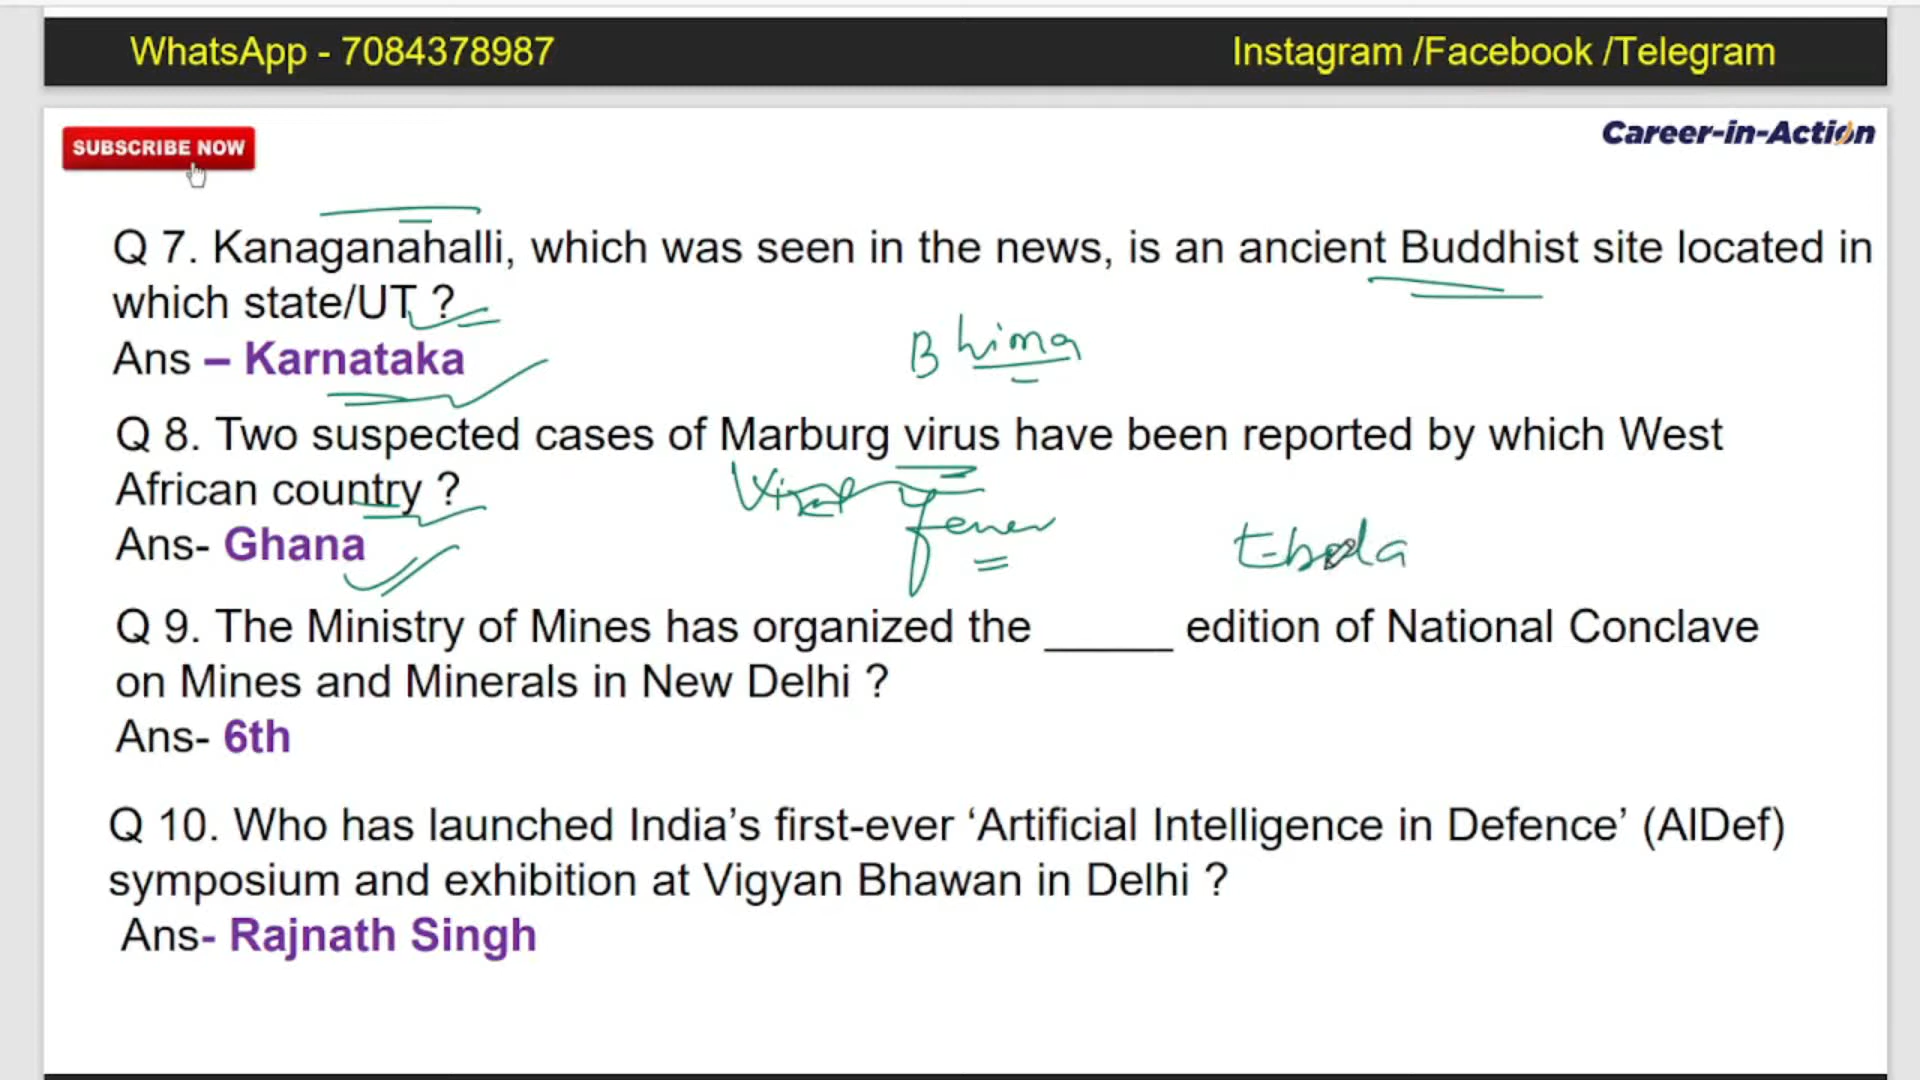 WhatsApp - 7084378987
Instagram /Facebook /Telegram
SUBSCRIBE NOW
Career-in-Action
Q 7. Kanaganahalli, which was seen in the news, is an ancient Buddhist site located in
which state/UT ?
Bhima
Ans – Karnataka
Q 8. Two suspected cases of Marburg virus have been reported by which West
African country ?
Viral
fever
Ans- Ghana
Ebola
Q 9. The Ministry of Mines has organized the ______ edition of National Conclave
on Mines and Minerals in New Delhi ?
Ans- 6th
Q 10. Who has launched India’s first-ever ‘Artificial Intelligence in Defence’ (AIDef)
symposium and exhibition at Vigyan Bhawan in Delhi ?
Ans- Rajnath Singh